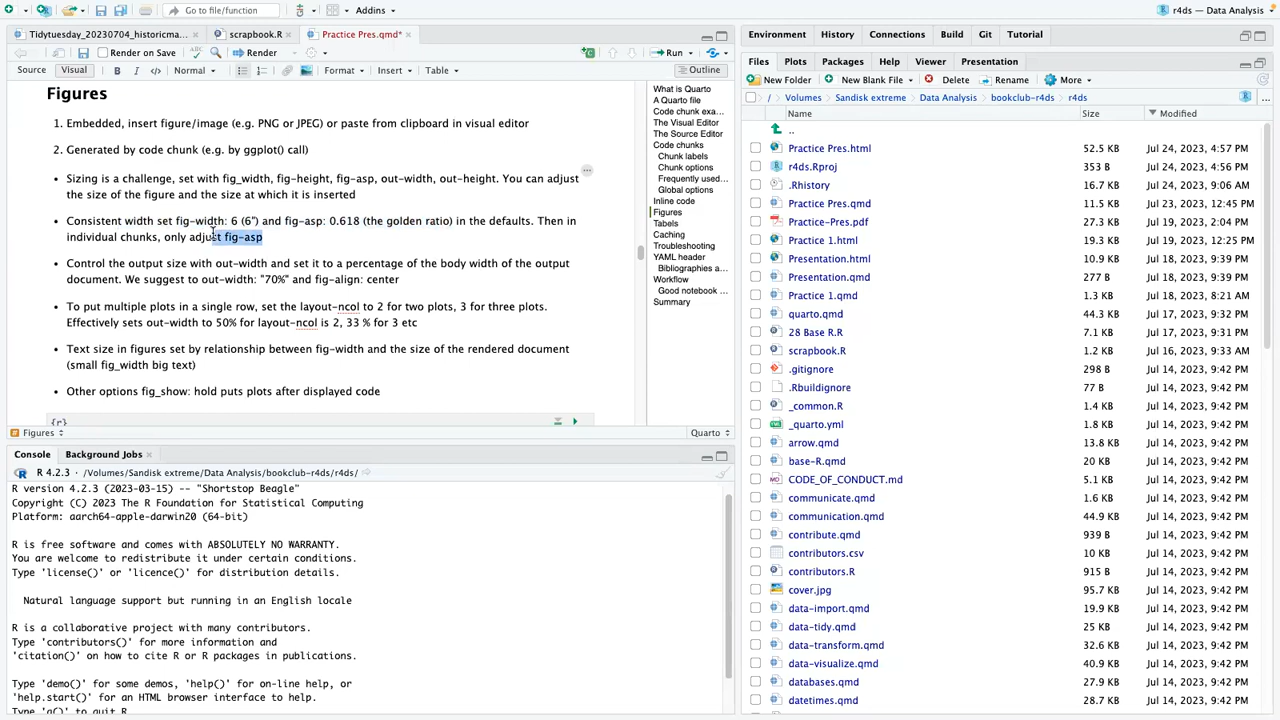 Go to file/function
Addins
r4ds — Data Analysis
Tidytuesday_20230704_historicma...
scrapbook.R
Practice Pres.qmd*
Render on Save
Render
Run
Source
Visual
B
I
</>
Normal
Format
Insert
Table
Outline
Figures
1. Embedded, insert figure/image (e.g. PNG or JPEG) or paste from clipboard in visual editor
2. Generated by code chunk (e.g. by ggplot() call)
• Sizing is a challenge, set with fig_width, fig-height, fig-asp, out-width, out-height. You can adjust
the size of the figure and the size at which it is inserted
• Consistent width set fig-width: 6 (6") and fig-asp: 0.618 (the golden ratio) in the defaults. Then in
individual chunks, only adjust fig-asp
• Control the output size with out-width and set it to a percentage of the body width of the output
document. We suggest to out-width: "70%" and fig-align: center
• To put multiple plots in a single row, set the layout-ncol to 2 for two plots, 3 for three plots.
Effectively sets out-width to 50% for layout-ncol is 2, 33 % for 3 etc
• Text size in figures set by relationship between fig-width and the size of the rendered document
(small fig_width big text)
• Other options fig_show: hold puts plots after displayed code
{r}
What is Quarto
A Quarto file
Code chunk exa...
The Visual Editor
The Source Editor
Code chunks
Chunk labels
Chunk options
Frequently used...
Global options
Inline code
Figures
Tabels
Caching
Troubleshooting
YAML header
Bibliographies a...
Workflow
Good notebook ...
Summary
Figures
Quarto
Console
Background Jobs
R 4.2.3 · /Volumes/Sandisk extreme/Data Analysis/bookclub-r4ds/r4ds/
R version 4.2.3 (2023-03-15) -- "Shortstop Beagle"
Copyright (C) 2023 The R Foundation for Statistical Computing
Platform: aarch64-apple-darwin20 (64-bit)
R is free software and comes with ABSOLUTELY NO WARRANTY.
You are welcome to redistribute it under certain conditions.
Type 'license()' or 'licence()' for distribution details.
Natural language support but running in an English locale
R is a collaborative project with many contributors.
Type 'contributors()' for more information and
'citation()' on how to cite R or R packages in publications.
Type 'demo()' for some demos, 'help()' for on-line help, or
'help.start()' for an HTML browser interface to help.
Type 'q()' to quit R.
Environment
History
Connections
Build
Git
Tutorial
Files
Plots
Packages
Help
Viewer
Presentation
New Folder
New Blank File
Delete
Rename
More
/
Volumes
Sandisk extreme
Data Analysis
bookclub-r4ds
r4ds
...
Name
Size
Modified
..
Practice Pres.html 52.5 KB Jul 24, 2023, 4:57 PM
r4ds.Rproj 353 B Jul 24, 2023, 4:56 PM
.Rhistory 16.7 KB Jul 24, 2023, 9:06 AM
Practice Pres.qmd 11.5 KB Jul 23, 2023, 12:45 PM
Practice-Pres.pdf 27.3 KB Jul 19, 2023, 2:04 PM
Practice 1.html 19.3 KB Jul 19, 2023, 12:25 PM
Presentation.html 10.9 KB Jul 18, 2023, 9:39 PM
Presentation.qmd 277 B Jul 18, 2023, 9:39 PM
Practice 1.qmd 1.3 KB Jul 18, 2023, 8:21 AM
quarto.qmd 44.3 KB Jul 17, 2023, 9:32 PM
28 Base R.R 7.1 KB Jul 17, 2023, 9:31 PM
scrapbook.R 1.2 KB Jul 16, 2023, 9:33 AM
.gitignore 298 B Jul 14, 2023, 9:42 PM
.Rbuildignore 77 B Jul 14, 2023, 9:42 PM
_common.R 1.4 KB Jul 14, 2023, 9:42 PM
_quarto.yml 1.8 KB Jul 14, 2023, 9:42 PM
arrow.qmd 13.8 KB Jul 14, 2023, 9:42 PM
base-R.qmd 20 KB Jul 14, 2023, 9:42 PM
CODE_OF_CONDUCT.md 5.1 KB Jul 14, 2023, 9:42 PM
communicate.qmd 1.6 KB Jul 14, 2023, 9:42 PM
communication.qmd 44.9 KB Jul 14, 2023, 9:42 PM
contribute.qmd 939 B Jul 14, 2023, 9:42 PM
contributors.csv 10 KB Jul 14, 2023, 9:42 PM
contributors.R 915 B Jul 14, 2023, 9:42 PM
cover.jpg 95.7 KB Jul 14, 2023, 9:42 PM
data-import.qmd 19.9 KB Jul 14, 2023, 9:42 PM
data-tidy.qmd 25 KB Jul 14, 2023, 9:42 PM
data-transform.qmd 32.6 KB Jul 14, 2023, 9:42 PM
data-visualize.qmd 40.9 KB Jul 14, 2023, 9:42 PM
databases.qmd 27.9 KB Jul 14, 2023, 9:42 PM
datetimes.qmd 28.7 KB Jul 14, 2023, 9:42 PM